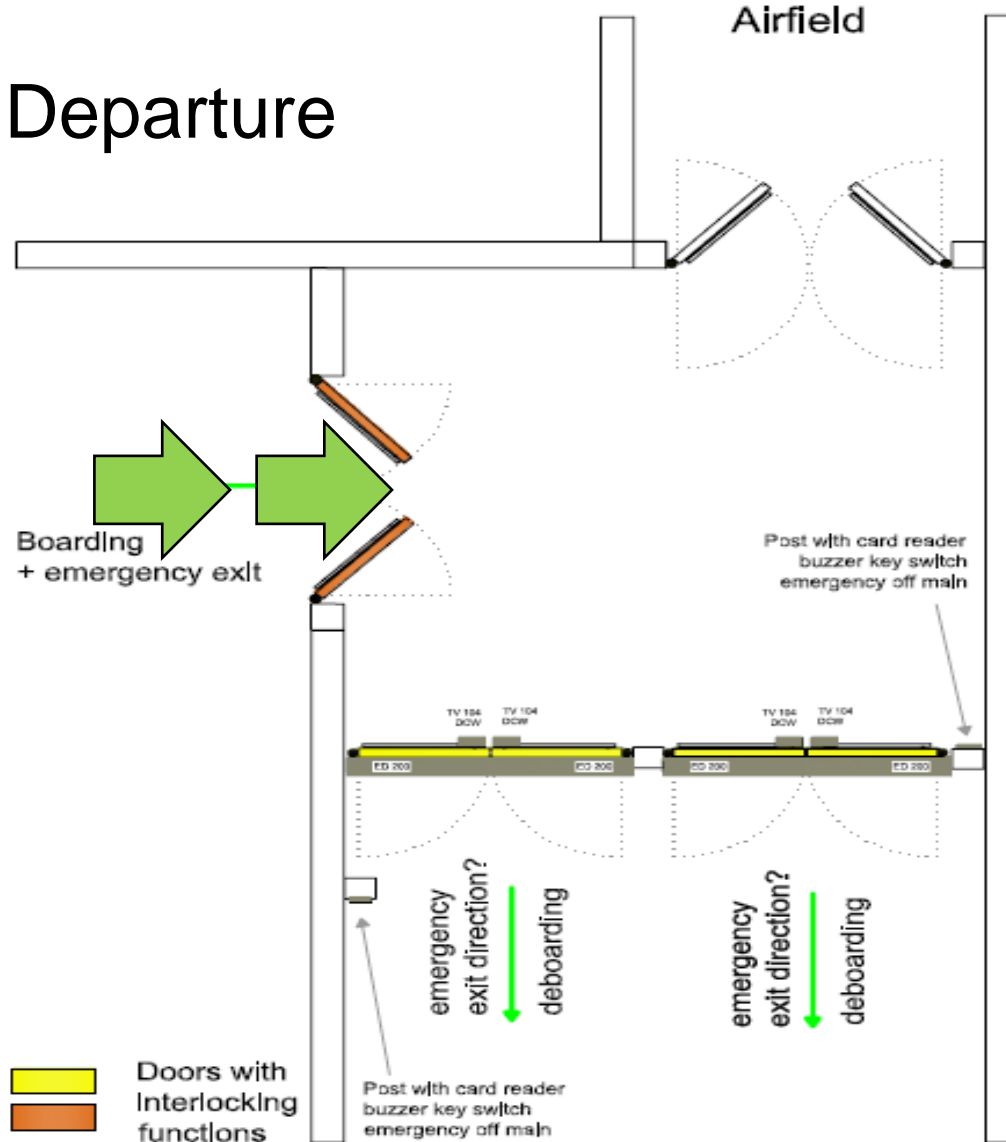 Airfield
Departure
Boarding
+ emergency exit
Post with card reader
buzzer key switch
emergency off main
TV 104
DCW
TV 104
DCW
TV 104
DCW
TV 104
DCW
ED 200
ED 200
ED 200
ED 200
emergency
exit direction?
deboarding
emergency
exit direction?
deboarding
Doors with
interlocking
functions
Post with card reader
buzzer key switch
emergency off main